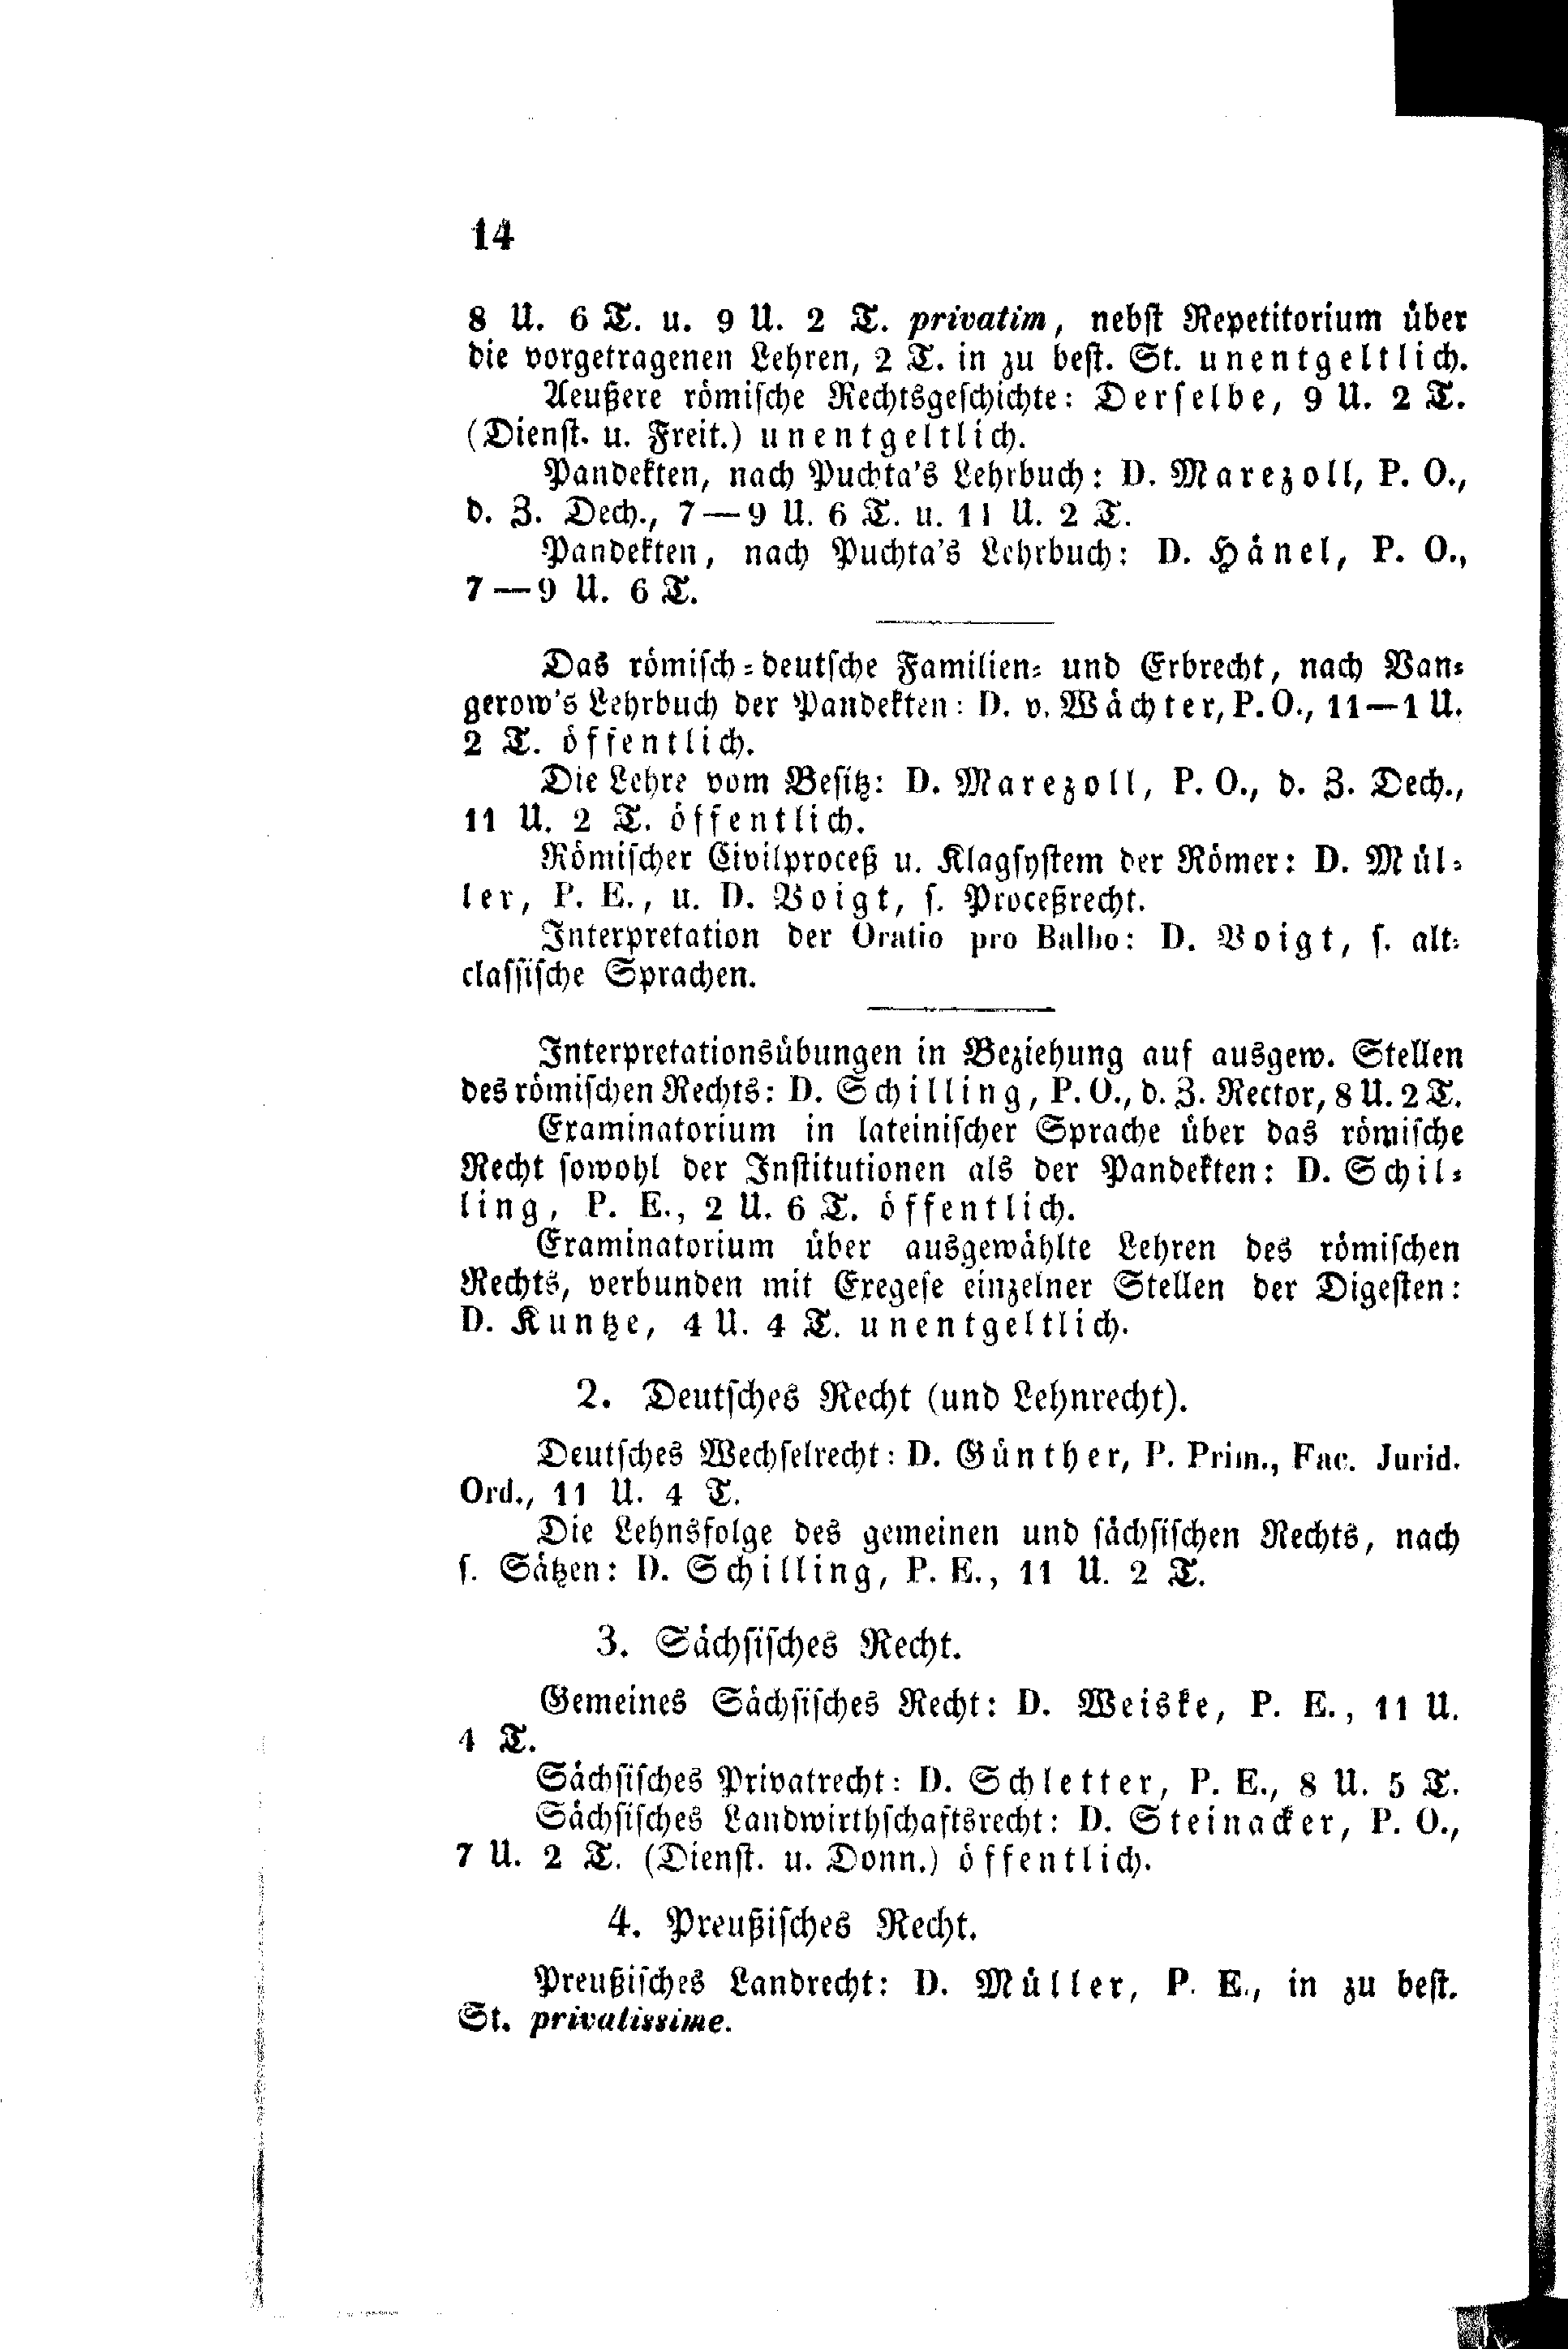 14
8 U. 6 T. u. 9 U. 2 T. privatim, nebst Repetitorium über
die vorgetragenen Lehren, 2 T. in zu best. St. unentgeltlich.
Aeußere römische Rechtsgeschichte: Derselbe, 9 U. 2 T.
(Dienst. u. Freit.) unentgeltlich.
Pandekten, nach Puchta's Lehrbuch: D. Marezoll, P. O.,
d. Z. Dech., 7—9 U. 6 T. u. 11 U. 2 T.
Pandekten, nach Puchta's Lehrbuch: D. Hänel, P. O.,
7—9 U. 6 T.
Das römisch-deutsche Familien- und Erbrecht, nach Van-
gerow's Lehrbuch der Pandekten: D. v. Wächter, P. O., 11—1 U.
2 T. öffentlich.
Die Lehre vom Besitz: D. Marezoll, P. O., d. Z. Dech.,
11 U. 2 T. öffentlich.
Römischer Civilproceß u. Klagsystem der Römer: D. Mül-
ler, P. E., u. D. Voigt, s. Proceßrecht.
Interpretation der Oratio pro Balbo: D. Voigt, s. alt-
classische Sprachen.
Interpretationsübungen in Beziehung auf ausgew. Stellen
des römischen Rechts: D. Schilling, P. O., d. Z. Rector, 8 U. 2 T.
Examinatorium in lateinischer Sprache über das römische
Recht sowohl der Institutionen als der Pandekten: D. Schil-
ling, P. E., 2 U. 6 T. öffentlich.
Examinatorium über ausgewählte Lehren des römischen
Rechts, verbunden mit Exegese einzelner Stellen der Digesten:
D. Kuntze, 4 U. 4 T. unentgeltlich.
2. Deutsches Recht (und Lehnrecht).
Deutsches Wechselrecht: D. Günther, P. Prim., Fac. Jurid.
Ord., 11 U. 4 T.
Die Lehnsfolge des gemeinen und sächsischen Rechts, nach
s. Sätzen: D. Schilling, P. E., 11 U. 2 T.
3. Sächsisches Recht.
Gemeines Sächsisches Recht: D. Weiske, P. E., 11 U.
4 T.
Sächsisches Privatrecht: D. Schletter, P. E., 8 U. 5 T.
Sächsisches Landwirthschaftsrecht: D. Steinacker, P. O.,
7 U. 2 T. (Dienst. u. Donn.) öffentlich.
4. Preußisches Recht.
Preußisches Landrecht: D. Müller, P. E., in zu best.
St. privatissime.